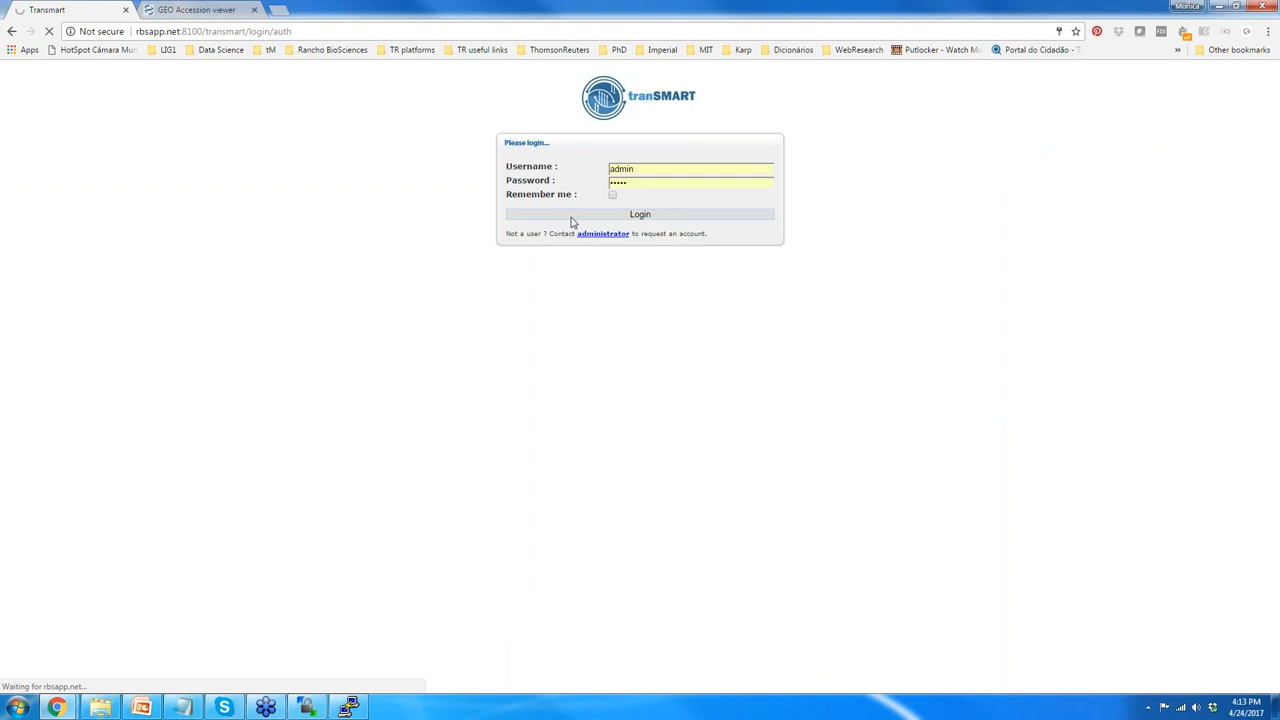 Transmart
GEO Accession viewer
Monica
Not secure
rbsapp.net:8100/transmart/login/auth
Apps
HotSpot Câmara Mun
LIG1
Data Science
tM
Rancho BioSciences
TR platforms
TR useful links
ThomsonReuters
PhD
Imperial
MIT
Karp
Dicionários
WebResearch
Putlocker - Watch Mo
Portal do Cidadão - T
»
Other bookmarks
tranSMART
Please login...
Username :
admin
Password :
•••••
Remember me :
Login
Not a user ? Contact administrator to request an account.
Waiting for rbsapp.net...
4:13 PM
4/24/2017